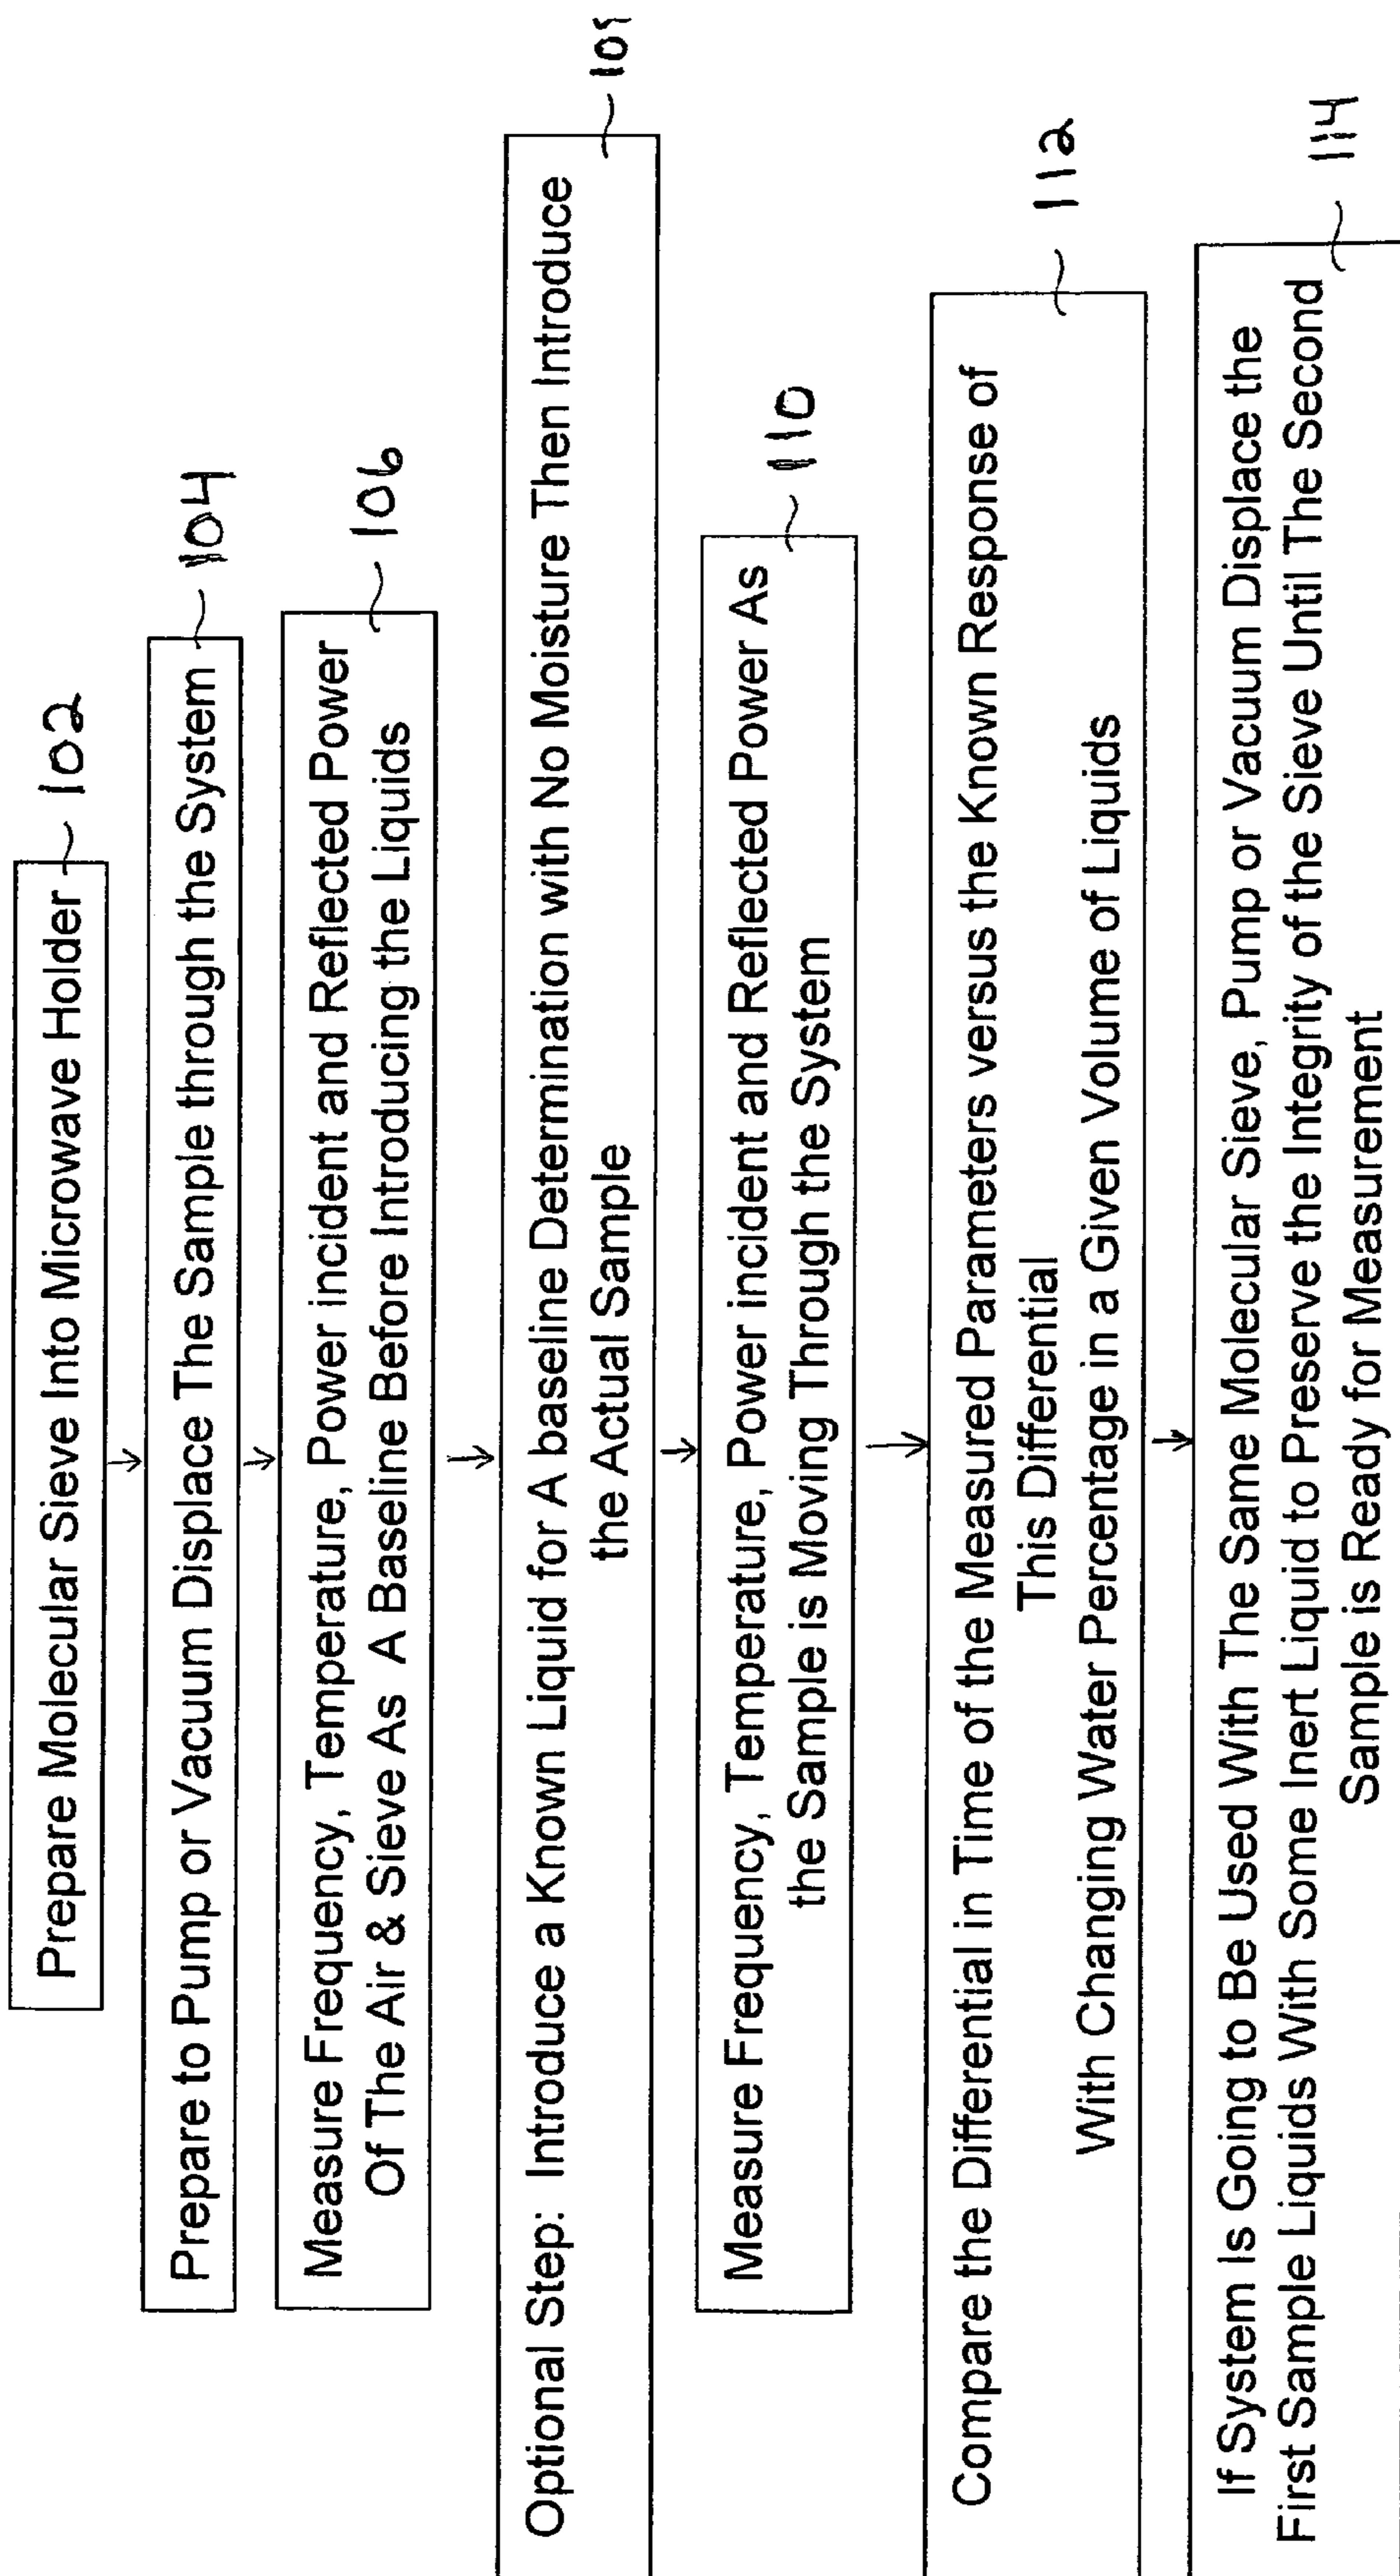 Prepare Molecular Sieve Into Microwave Holder
102
Prepare to Pump or Vacuum Displace The Sample through the System
104
Measure Frequency, Temperature, Power incident and Reflected Power
Of The Air & Sieve As A Baseline Before Introducing the Liquids
106
Optional Step: Introduce a Known Liquid for A baseline Determination with No Moisture Then Introduce
the Actual Sample
Measure Frequency, Temperature, Power incident and Reflected Power As
the Sample is Moving Through the System
110
Compare the Differential in Time of the Measured Parameters versus the Known Response of
This Differential
With Changing Water Percentage in a Given Volume of Liquids
112
If System Is Going to Be Used With The Same Molecular Sieve, Pump or Vacuum Displace the
First Sample Liquids With Some Inert Liquid to Preserve the Integrity of the Sieve Until The Second
Sample is Ready for Measurement
114